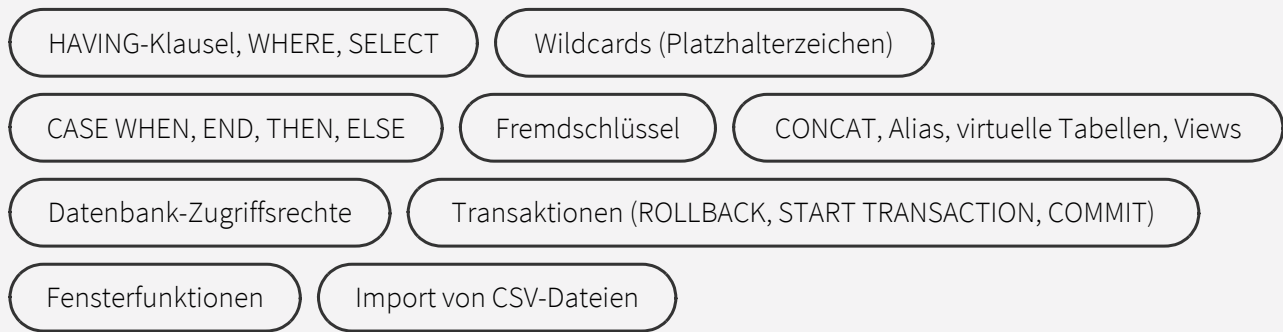 HAVING-Klausel, WHERE, SELECT
Wildcards (Platzhalterzeichen)
CASE WHEN, END, THEN, ELSE
Fremdschlüssel
CONCAT, Alias, virtuelle Tabellen, Views
Datenbank-Zugriffsrechte
Transaktionen (ROLLBACK, START TRANSACTION, COMMIT)
Fensterfunktionen
Import von CSV-Dateien